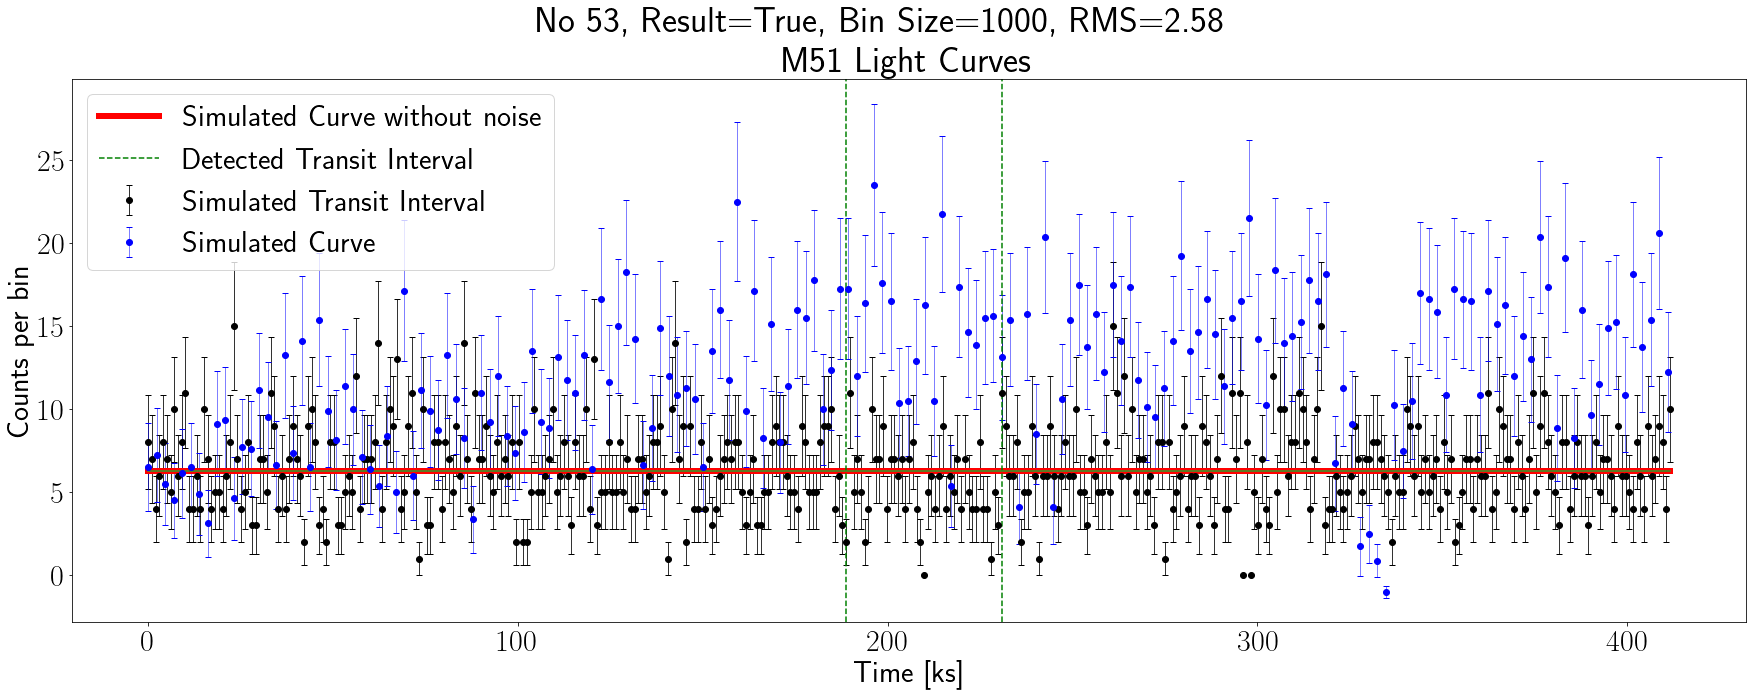 No 53, Result=True, Bin Size=1000, RMS=2.58
M51 Light Curves
Simulated Curve without noise
Detected Transit Interval
Simulated Transit Interval
Simulated Curve
Counts per bin
25
20
15
10
5
0
0 100 200 300 400
Time [ks]